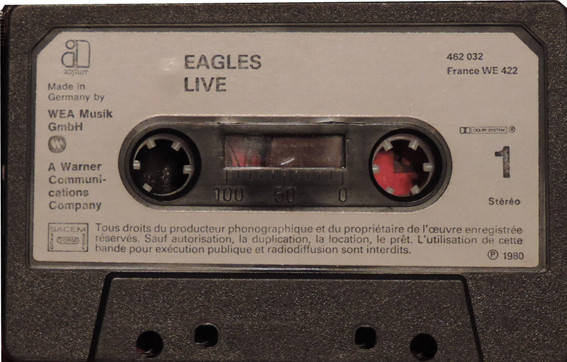 EAGLES
LIVE
462 032
France WE 422
asylum
Made in
Germany by
WEA Musik
GmbH
A Warner
Communi-
cations
Company
DOLBY SYSTEM
1
Stéréo
100 50 0
SACEM
Tous droits du producteur phonographique et du propriétaire de l'œuvre enregistrée
réservés. Sauf autorisation, la duplication, la location, le prêt. L'utilisation de cette
bande pour exécution publique et radiodiffusion sont interdits.
℗ 1980